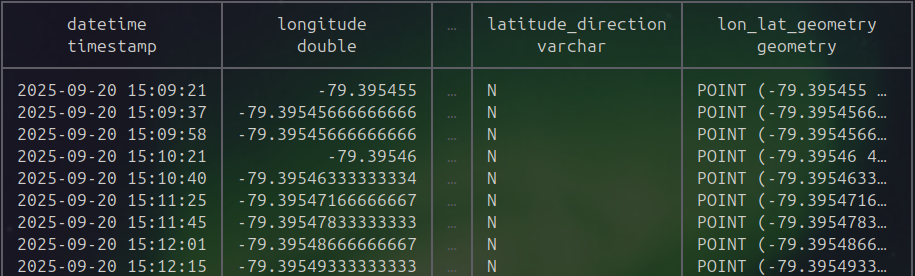 datetime longitude … latitude_direction lon_lat_geometry
timestamp double varchar geometry
2025-09-20 15:09:21 -79.395455 … N POINT (-79.395455 …
2025-09-20 15:09:37 -79.39545666666666 … N POINT (-79.3954566…
2025-09-20 15:09:58 -79.39545666666666 … N POINT (-79.3954566…
2025-09-20 15:10:21 -79.39546 … N POINT (-79.39546 4…
2025-09-20 15:10:40 -79.39546333333334 … N POINT (-79.3954633…
2025-09-20 15:11:25 -79.39547166666667 … N POINT (-79.3954716…
2025-09-20 15:11:45 -79.39547833333333 … N POINT (-79.3954783…
2025-09-20 15:12:01 -79.39548666666667 … N POINT (-79.3954866…
2025-09-20 15:12:15 -79.39549333333333 … N POINT (-79.3954933…